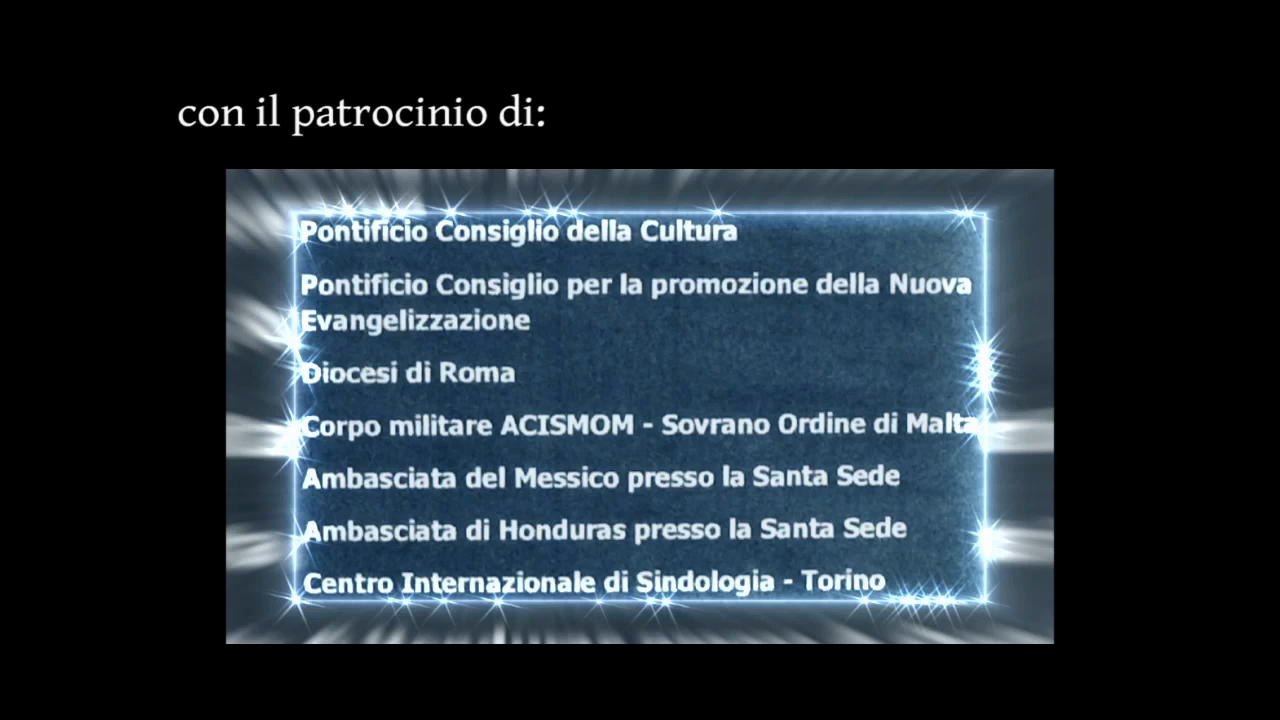 con il patrocinio di:
Pontificio Consiglio della Cultura
Pontificio Consiglio per la promozione della Nuova
Evangelizzazione
Diocesi di Roma
Corpo militare ACISMOM - Sovrano Ordine di Malta
Ambasciata del Messico presso la Santa Sede
Ambasciata di Honduras presso la Santa Sede
Centro Internazionale di Sindologia - Torino